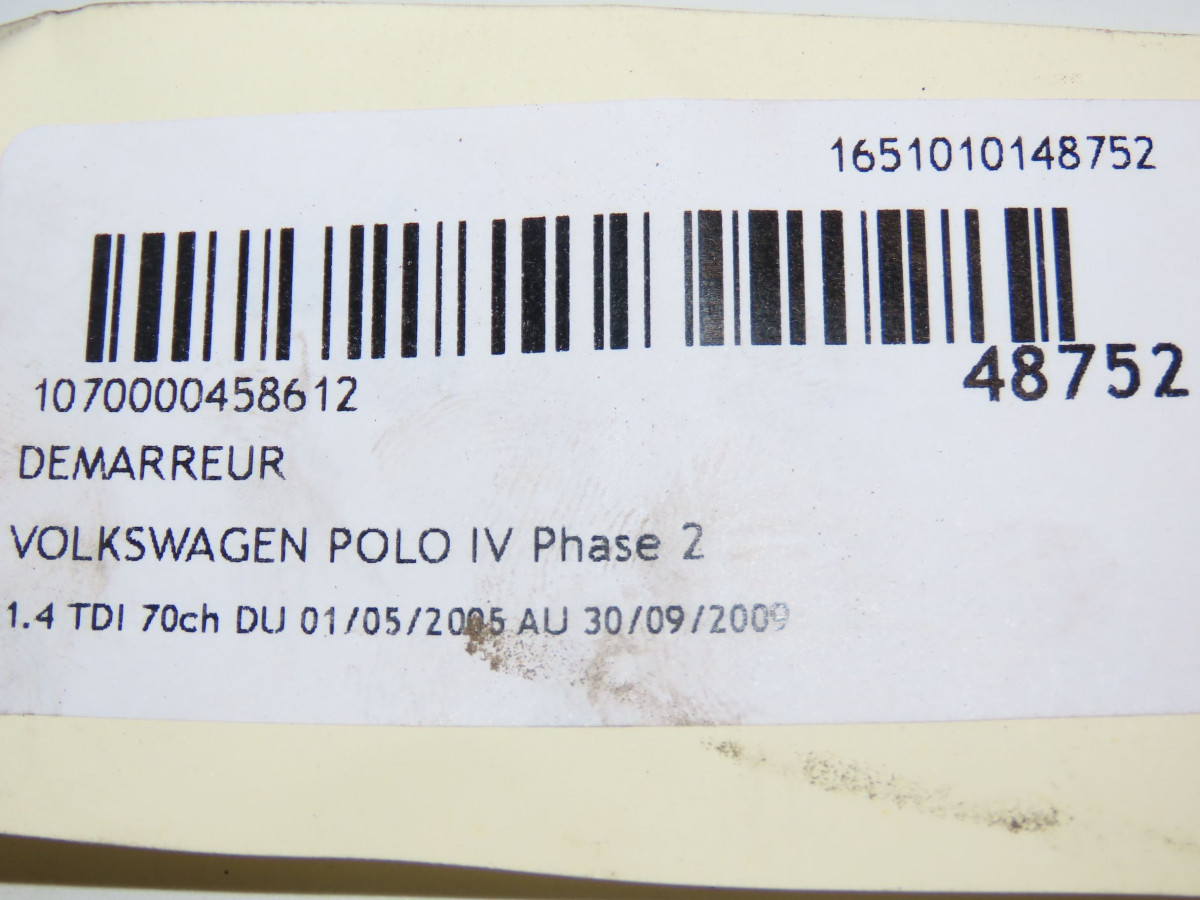 1651010148752
48752
1070000458612
DEMARREUR
VOLKSWAGEN POLO IV Phase 2
1.4 TDI 70ch DU 01/05/2005 AU 30/09/2009